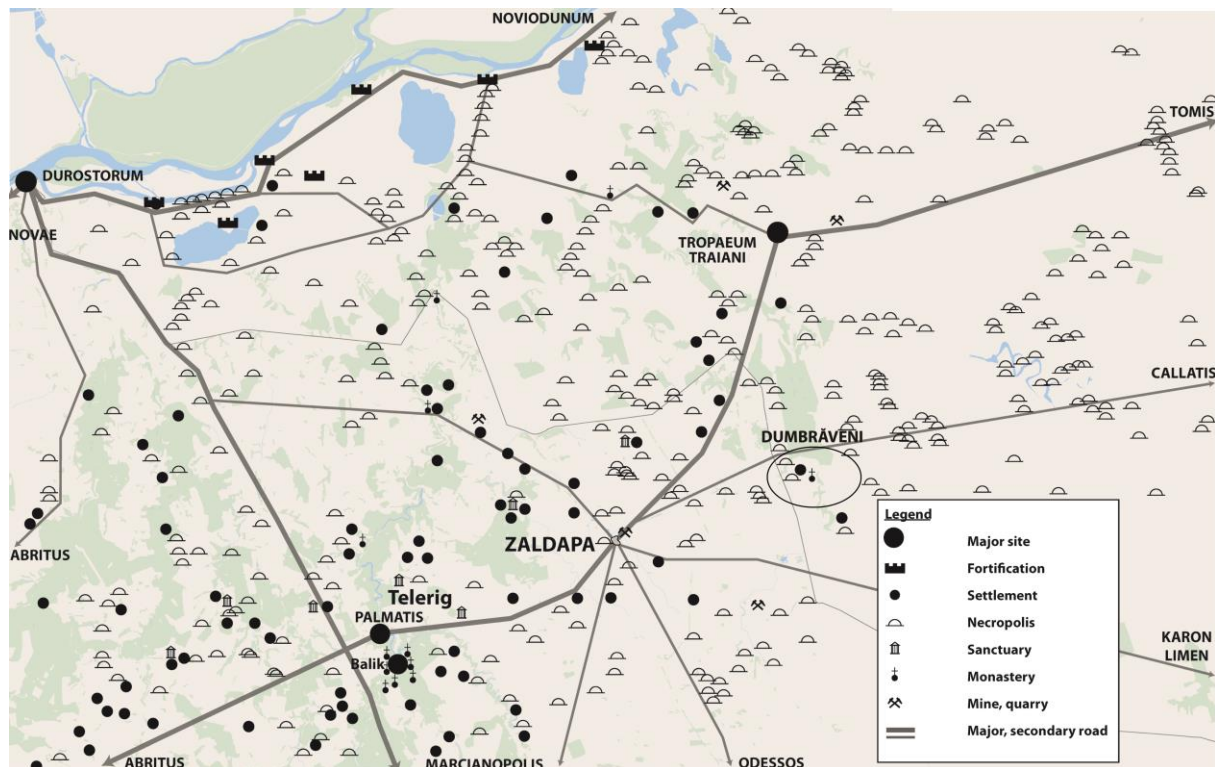 NOVIODUNUM
TOMIS
DUROSTORUM
NOVAE
TROPAEUM
TRAIANI
CALLATIS
DUMBRĂVENI
ABRITUS
ZALDAPA
Telerig
PALMATIS
Balik
KARON
LIMEN
ABRITUS
MARCIANOPOLIS
ODESSOS
Legend
Major site
Fortification
Settlement
Necropolis
Sanctuary
Monastery
Mine, quarry
Major, secondary road